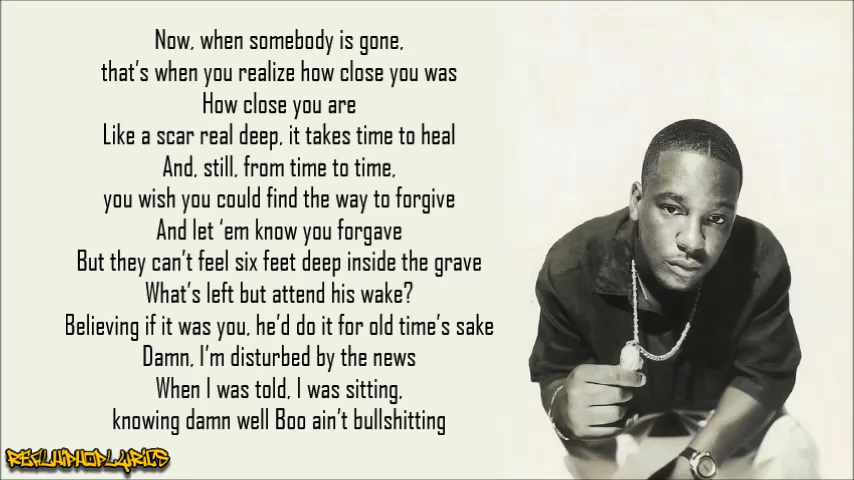 Now, when somebody is gone,
that's when you realize how close you was
How close you are
Like a scar real deep, it takes time to heal
And, still, from time to time,
you wish you could find the way to forgive
And let 'em know you forgave
But they can't feel six feet deep inside the grave
What's left but attend his wake?
Believing if it was you, he'd do it for old time's sake
Damn, I'm disturbed by the news
When I was told, I was sitting,
knowing damn well Boo ain't bullshitting
REALHIPHOPLYRICS